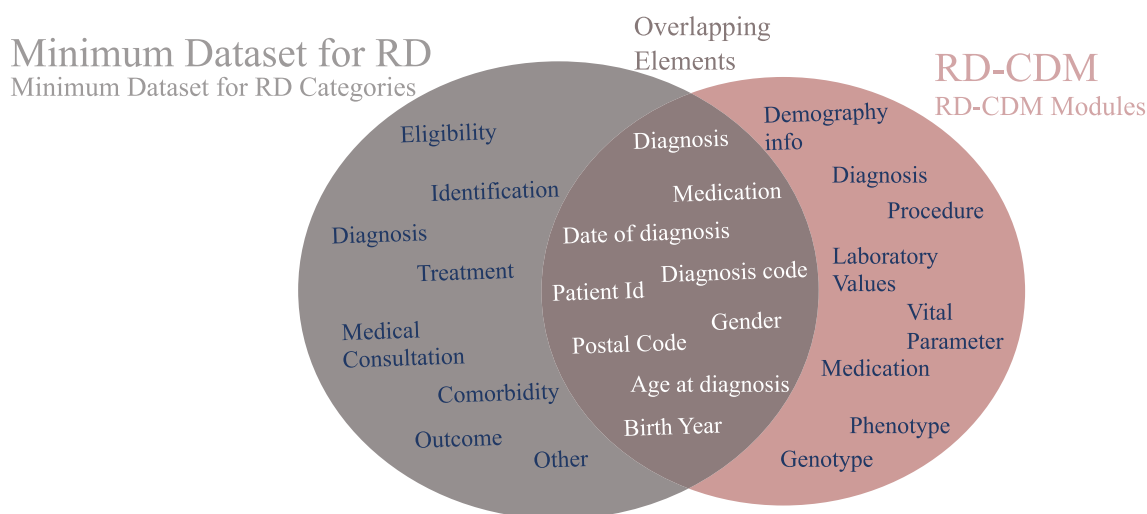 Minimum Dataset for RD
Minimum Dataset for RD Categories
Overlapping
Elements
RD-CDM
RD-CDM Modules
Eligibility
Identification
Diagnosis
Treatment
Medical
Consultation
Comorbidity
Outcome
Other
Diagnosis
Medication
Date of diagnosis
Diagnosis code
Patient Id
Gender
Postal Code
Age at diagnosis
Birth Year
Demography
info
Diagnosis
Procedure
Laboratory
Values
Vital
Parameter
Medication
Phenotype
Genotype